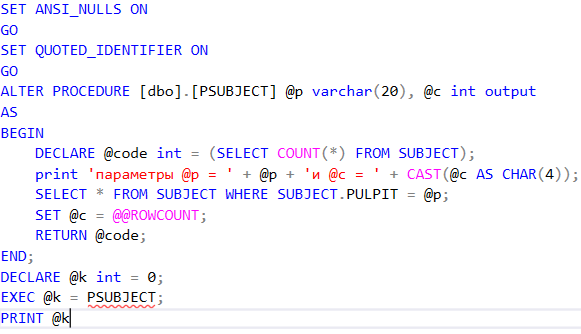 SET ANSI_NULLS ON
GO
SET QUOTED_IDENTIFIER ON
GO
ALTER PROCEDURE [dbo].[PSUBJECT] @p varchar(20), @c int output
AS
BEGIN
    DECLARE @code int = (SELECT COUNT(*) FROM SUBJECT);
    print 'параметры @p = ' + @p + 'и @c = ' + CAST(@c AS CHAR(4));
    SELECT * FROM SUBJECT WHERE SUBJECT.PULPIT = @p;
    SET @c = @@ROWCOUNT;
    RETURN @code;
END;
DECLARE @k int = 0;
EXEC @k = PSUBJECT;
PRINT @k